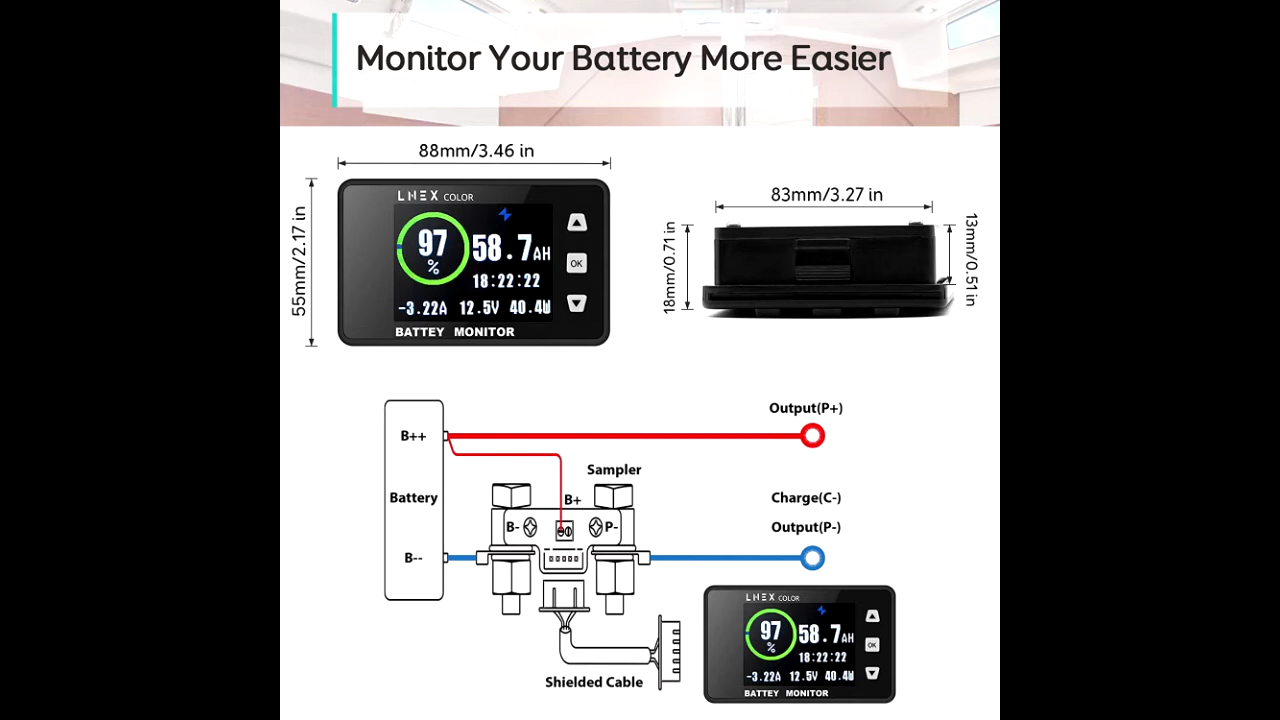 Monitor Your Battery More Easier
88mm/3.46 in
55mm/2.17 in
LNEX COLOR
97
%
58.7AH
18:22:22
-3.22A 12.5V 40.4W
OK
BATTEY MONITOR
83mm/3.27 in
18mm/0.71 in
13mm/0.51 in
Output(P+)
B++
Sampler
B+
Battery
Charge(C-)
B-
P-
Output(P-)
B--
LNEX COLOR
97
%
58.7AH
18:22:22
-3.22A 12.5V 40.4W
OK
BATTEY MONITOR
Shielded Cable